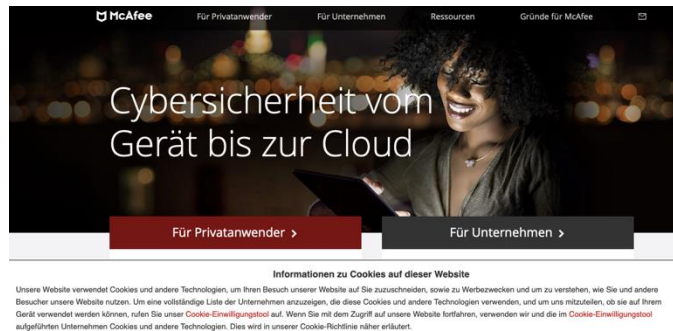 McAfee Für Privatanwender Für Unternehmen Ressourcen Gründe für McAfee
Cybersicherheit vom
Gerät bis zur Cloud
Für Privatanwender > Für Unternehmen >
Informationen zu Cookies auf dieser Website
Unsere Website verwendet Cookies und andere Technologien, um Ihren Besuch unserer Website auf Sie zuzuschneiden, sowie zu Werbezwecken und um zu verstehen, wie Sie und andere
Besucher unsere Website nutzen. Um eine vollständige Liste der Unternehmen anzuzeigen, die diese Cookies und andere Technologien verwenden, und um uns mitzuteilen, ob sie auf Ihrem
Gerät verwendet werden können, rufen Sie unser Cookie-Einwilligungstool auf. Wenn Sie mit dem Zugriff auf unsere Website fortfahren, verwenden wir und die im Cookie-Einwilligungstool
aufgeführten Unternehmen Cookies und andere Technologien. Dies wird in unserer Cookie-Richtlinie näher erläutert.